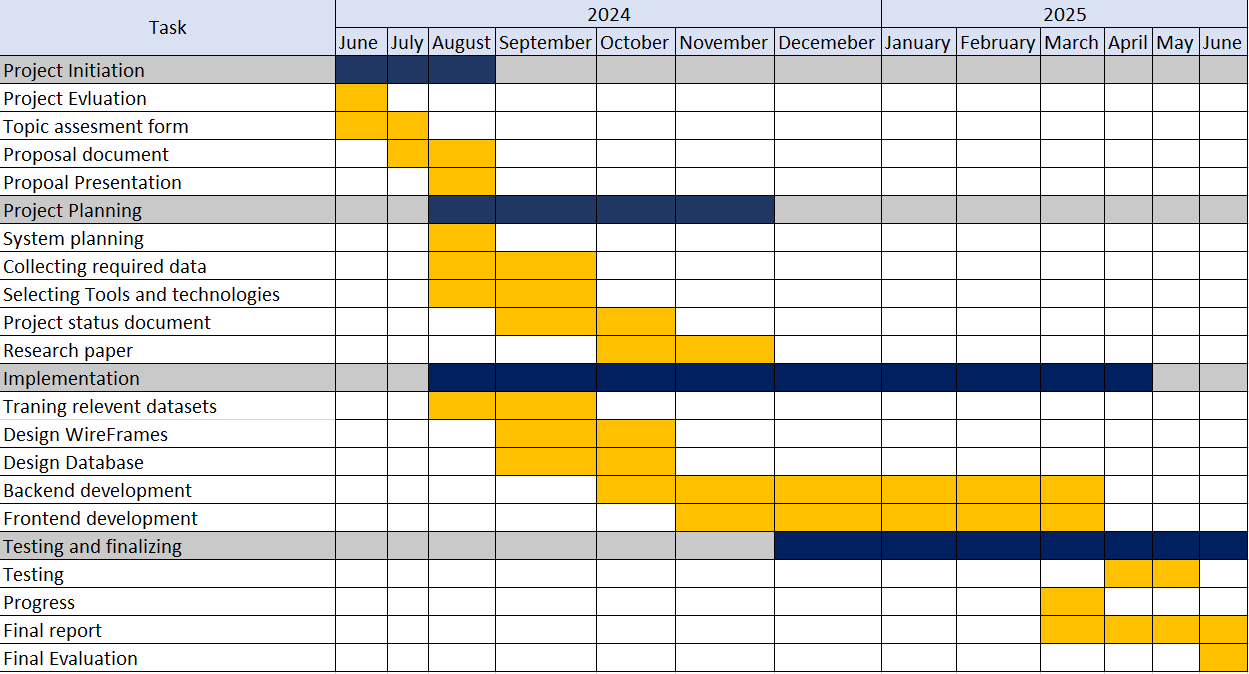 Task
2024
2025
June July August September October November Decemeber January February March April May June
Project Initiation
Project Evluation
Topic assesment form
Proposal document
Propoal Presentation
Project Planning
System planning
Collecting required data
Selecting Tools and technologies
Project status document
Research paper
Implementation
Traning relevent datasets
Design WireFrames
Design Database
Backend development
Frontend development
Testing and finalizing
Testing
Progress
Final report
Final Evaluation